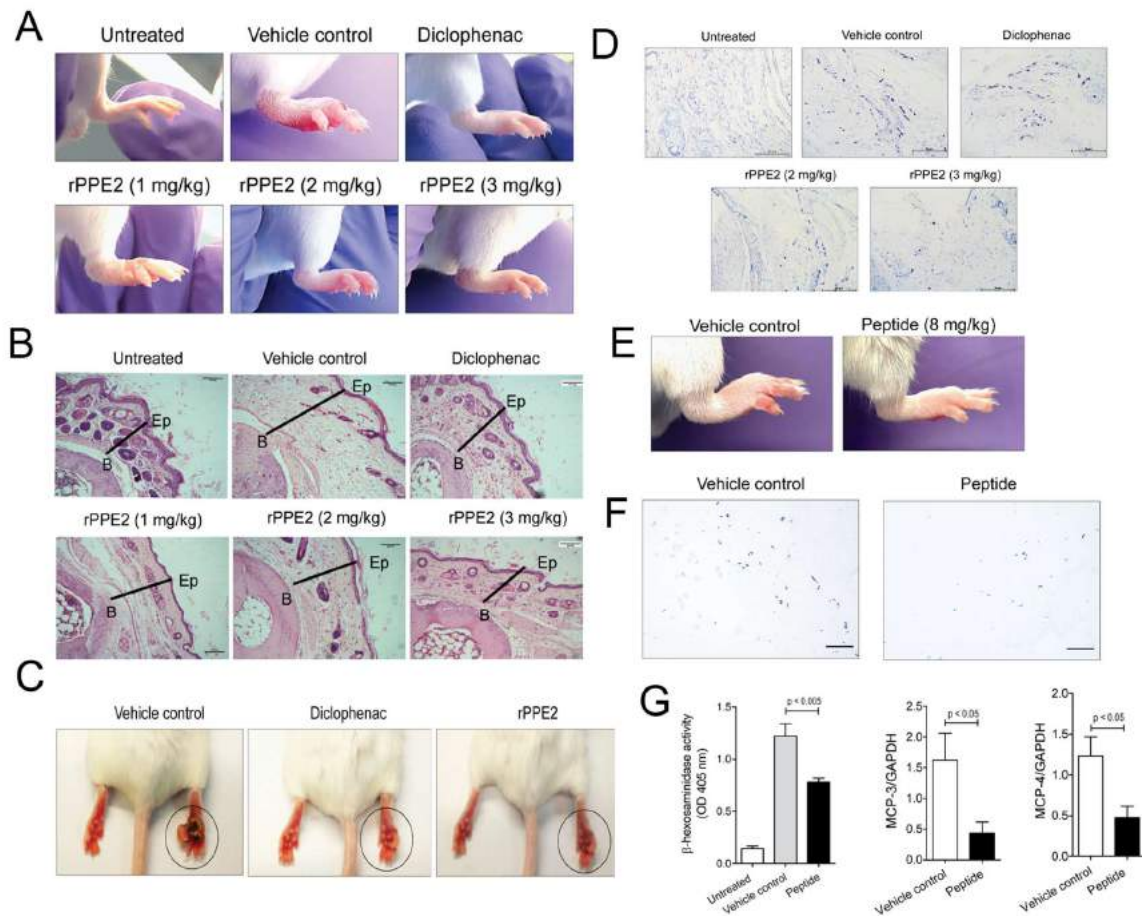 A
Untreated Vehicle control Diclophenac
rPPE2 (1 mg/kg) rPPE2 (2 mg/kg) rPPE2 (3 mg/kg)
B
Untreated Vehicle control Diclophenac
Ep Ep Ep
B B B
rPPE2 (1 mg/kg) rPPE2 (2 mg/kg) rPPE2 (3 mg/kg)
Ep Ep Ep
B B B
C
Vehicle control Diclophenac rPPE2
D
Untreated Vehicle control Diclophenac
rPPE2 (2 mg/kg) rPPE2 (3 mg/kg)
E
Vehicle control Peptide (8 mg/kg)
F
Vehicle control Peptide
G
β-hexosaminidase activity
(OD 405 nm)
1.5
1.0
0.5
0.0
p < 0.005
Untreated
Vehicle control
Peptide
MCP-3/GAPDH
2.5
2.0
1.5
1.0
0.5
0.0
p < 0.05
Vehicle control
Peptide
MCP-4/GAPDH
2.0
1.5
1.0
0.5
0.0
p < 0.05
Vehicle control
Peptide